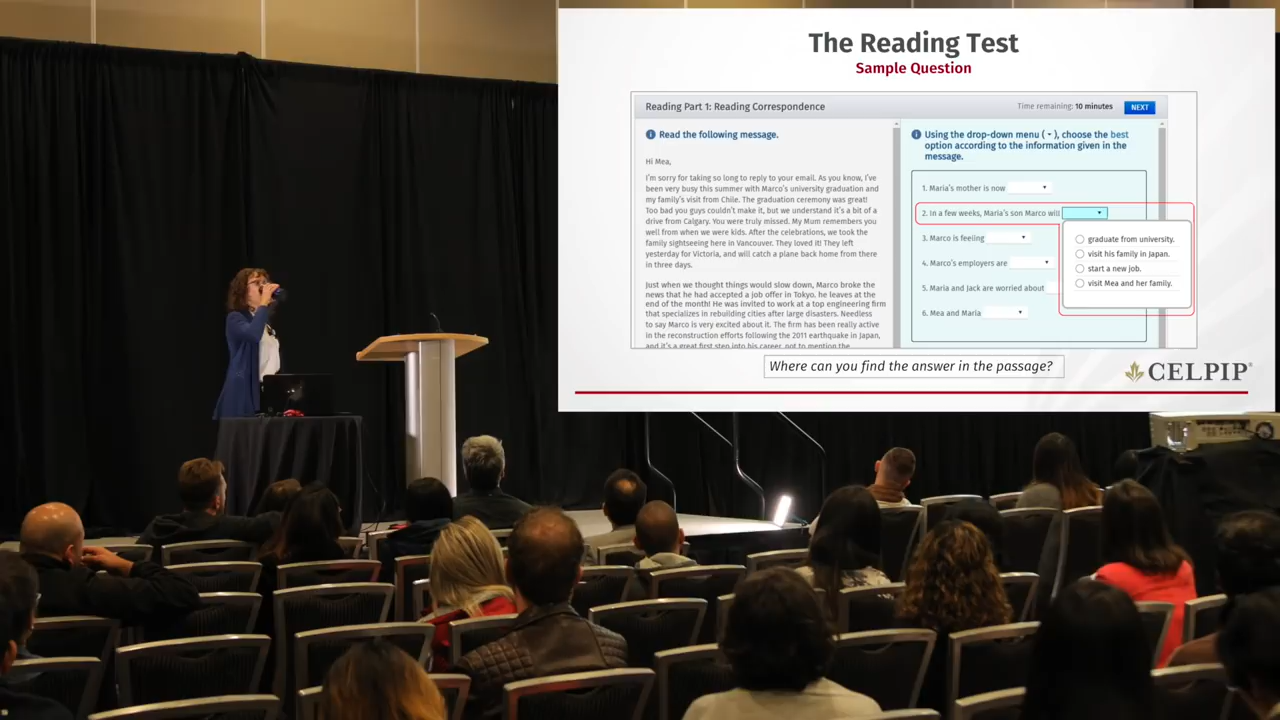 The Reading Test
Sample Question
Reading Part 1: Reading Correspondence
Time remaining: 10 minutes
NEXT
Read the following message.
Hi Mea,
I'm sorry for taking so long to reply to your email. As you know, I've
been very busy this summer with Marco's university graduation and
my family's visit from Chile. The graduation ceremony was great!
Too bad you guys couldn't make it, but we understand it's a bit of a
drive from Calgary. You were truly missed. My Mum remembers you
well from when we were kids. After the celebrations, we took the
family sightseeing here in Vancouver. They loved it! They left
yesterday for Victoria, and will catch a plane back home from there
in three days.
Just when we thought things would slow down, Marco broke the
news that he had accepted a job offer in Tokyo. he leaves at the
end of the month! He was invited to work at a top engineering firm
that specializes in rebuilding cities after large disasters. Needless
to say Marco is very excited about it. The firm has been really active
in the reconstruction efforts following the 2011 earthquake in Japan,
and it's a great first step into his career, not to mention the
Using the drop-down menu ( ▾ ), choose the best
option according to the information given in the
message.
1. Maria's mother is now
2. In a few weeks, Maria's son Marco will
graduate from university.
visit his family in Japan.
start a new job.
visit Mea and her family.
3. Marco is feeling
4. Marco's employers are
5. Maria and Jack are worried about
6. Mea and Maria
Where can you find the answer in the passage?
CELPIP®